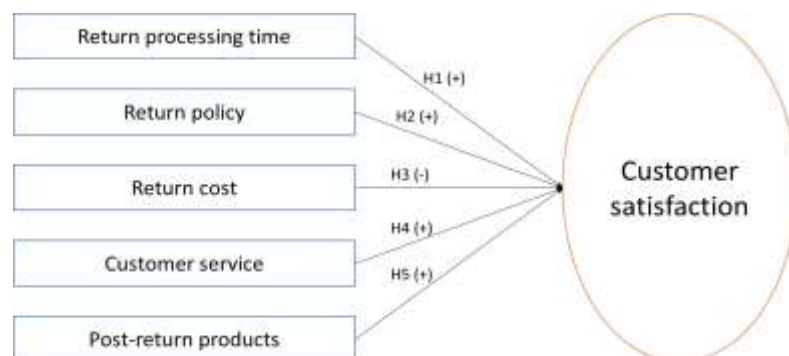 Return processing time
H1 (+)
Return policy
H2 (+)
Return cost
H3 (-)
Customer
satisfaction
Customer service
H4 (+)
H5 (+)
Post-return products